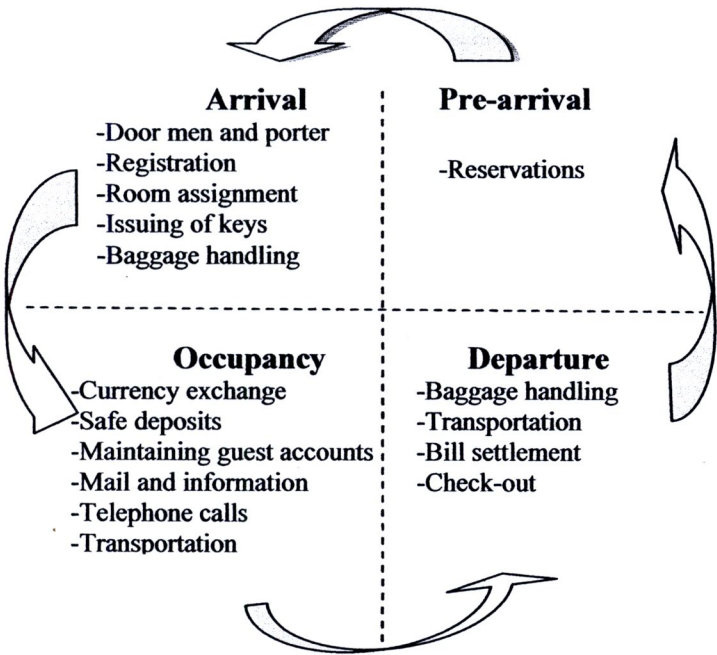 Arrival
-Door men and porter
-Registration
-Room assignment
-Issuing of keys
-Baggage handling
Pre-arrival
-Reservations
Occupancy
-Currency exchange
-Safe deposits
-Maintaining guest accounts
-Mail and information
-Telephone calls
-Transportation
Departure
-Baggage handling
-Transportation
-Bill settlement
-Check-out